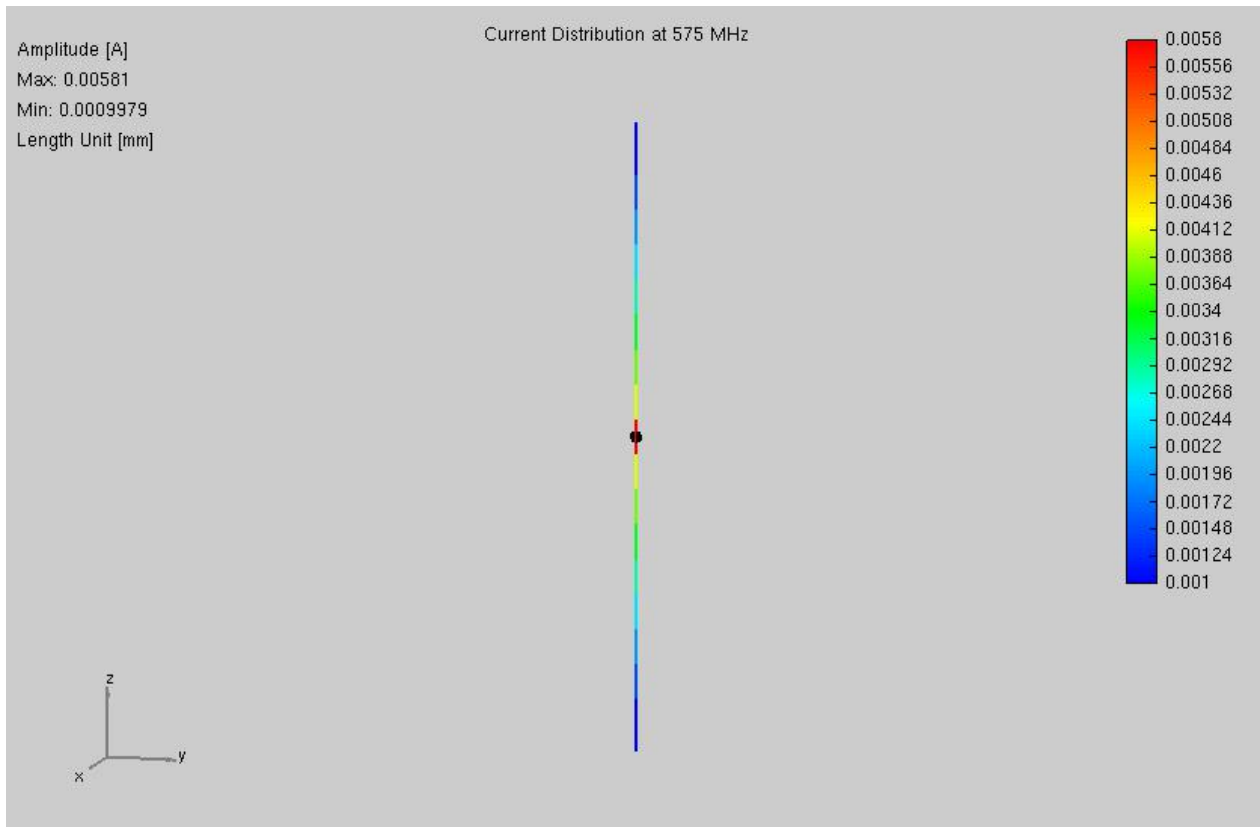 Current Distribution at 575 MHz
Amplitude [A]
Max: 0.00581
Min: 0.0009979
Length Unit [mm]
0.0058
0.00556
0.00532
0.00508
0.00484
0.0046
0.00436
0.00412
0.00388
0.00364
0.0034
0.00316
0.00292
0.00268
0.00244
0.0022
0.00196
0.00172
0.00148
0.00124
0.001
z
y
x